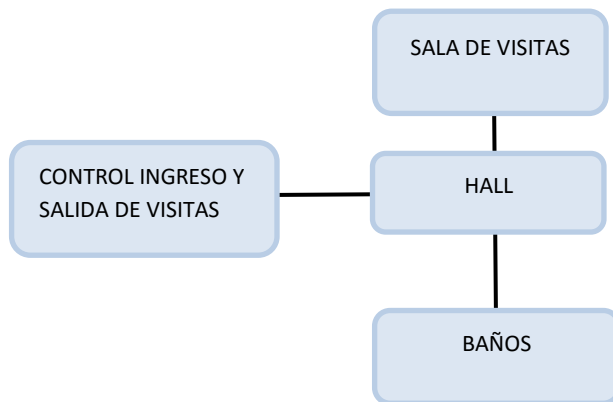 SALA DE VISITAS
CONTROL INGRESO Y
SALIDA DE VISITAS
HALL
BAÑOS